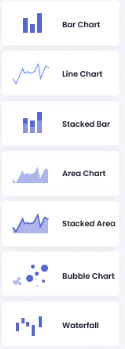 Bar Chart
Line Chart
Stacked Bar
Area Chart
Stacked Area
Bubble Chart
Waterfall